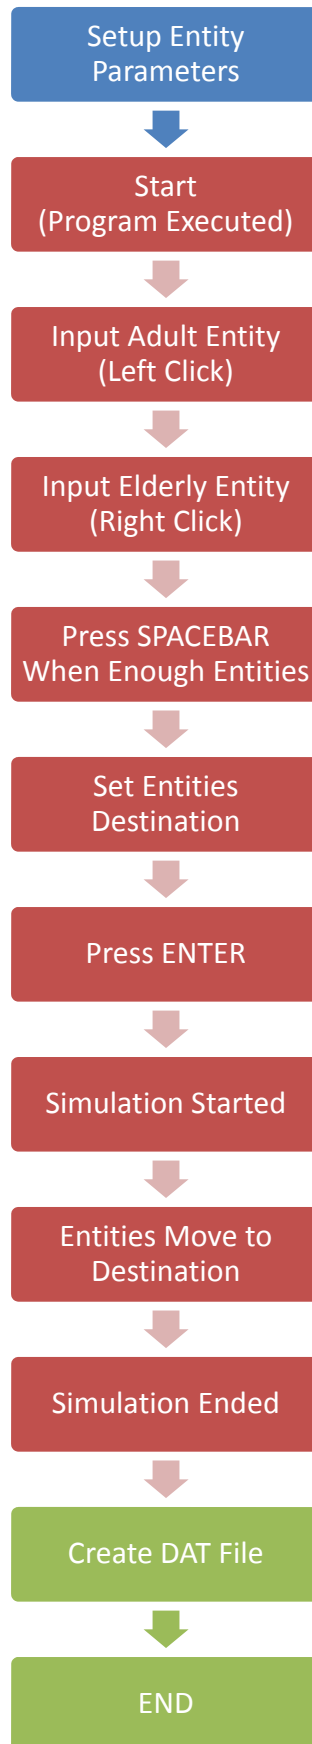 Setup Entity
Parameters
Start
(Program Executed)
Input Adult Entity
(Left Click)
Input Elderly Entity
(Right Click)
Press SPACEBAR
When Enough Entities
Set Entities
Destination
Press ENTER
Simulation Started
Entities Move to
Destination
Simulation Ended
Create DAT File
END